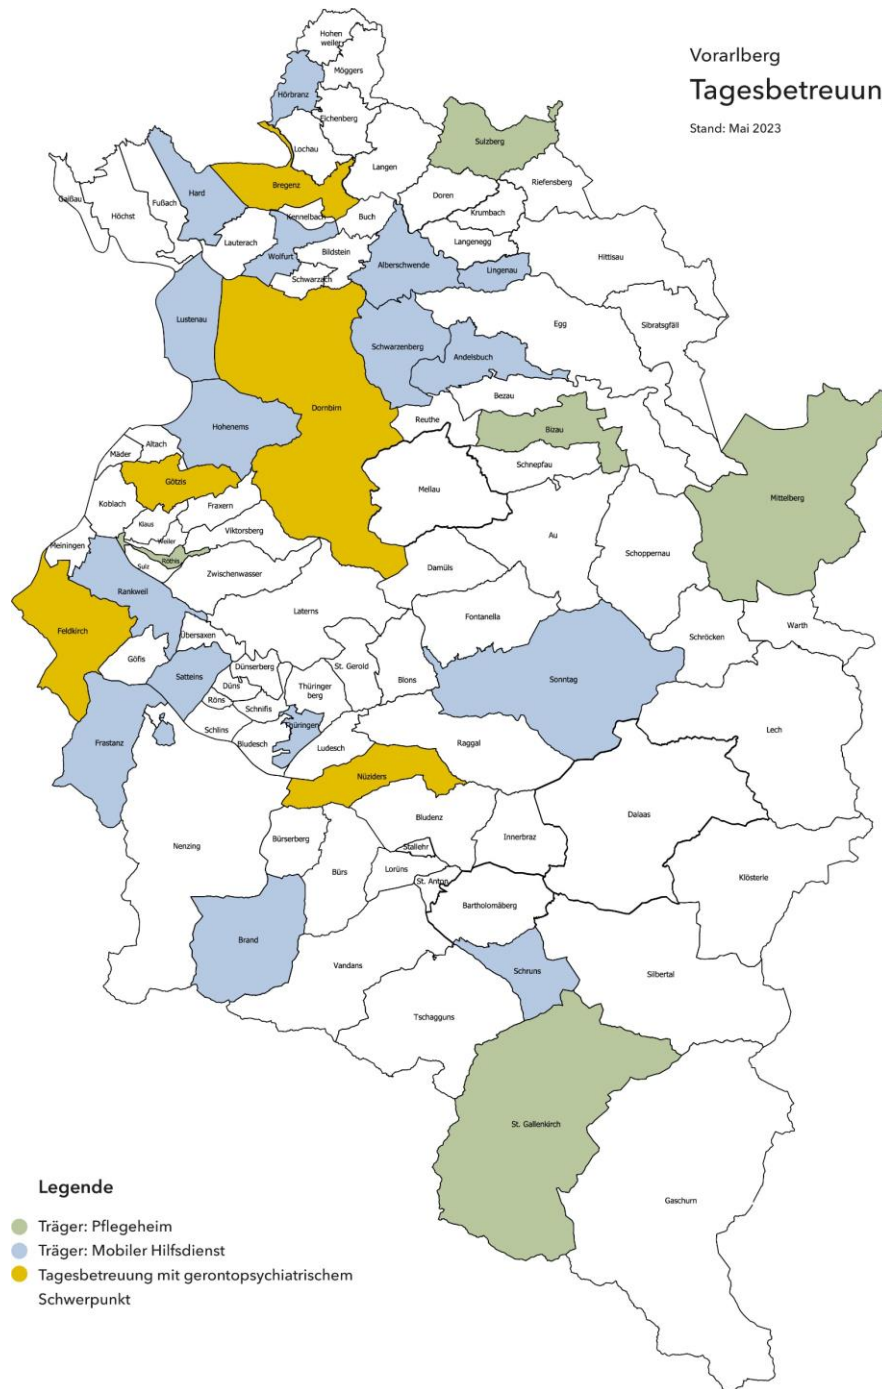 Vorarlberg
Tagesbetreuun
Stand: Mai 2023
Hohen
weiler
Möggers
Hörbranz
Eichenberg
Lochau
Langen
Sulzberg
Riefensberg
Gaißau
Höchst
Fußach
Hard
Bregenz
Doren
Krumbach
Kennelbach
Buch
Lauterach
Wolfurt
Bildstein
Langenegg
Hittisau
Alberschwende
Lingenau
Schwarzach
Lustenau
Egg
Sibratsgfäll
Schwarzenberg
Andelsbuch
Bezau
Dornbirn
Reuthe
Hohenems
Bizau
Altach
Mäder
Schnepfau
Götzis
Mellau
Mittelberg
Koblach
Fraxern
Klaus
Weiler
Viktorsberg
Au
Schoppernau
Meiningen
Sulz
Röthis
Zwischenwasser
Damüls
Rankweil
Laterns
Fontanella
Feldkirch
Übersaxen
Schröcken
Warth
Göfis
Satteins
Dünserberg
St. Gerold
Düns
Thüringer
berg
Blons
Sonntag
Röns
Schnifis
Frastanz
Schlins
Bludesch
Thüringen
Ludesch
Raggal
Lech
Nüziders
Nenzing
Bürserberg
Bludenz
Dalaas
Innerbraz
Stallehr
Bürs
Lorüns
St. Anton
Klösterle
Bartholomäberg
Brand
Vandans
Schruns
Silbertal
Tschagguns
St. Gallenkirch
Gaschurn
Legende
Träger: Pflegeheim
Träger: Mobiler Hilfsdienst
Tagesbetreuung mit gerontopsychiatrischem
Schwerpunkt